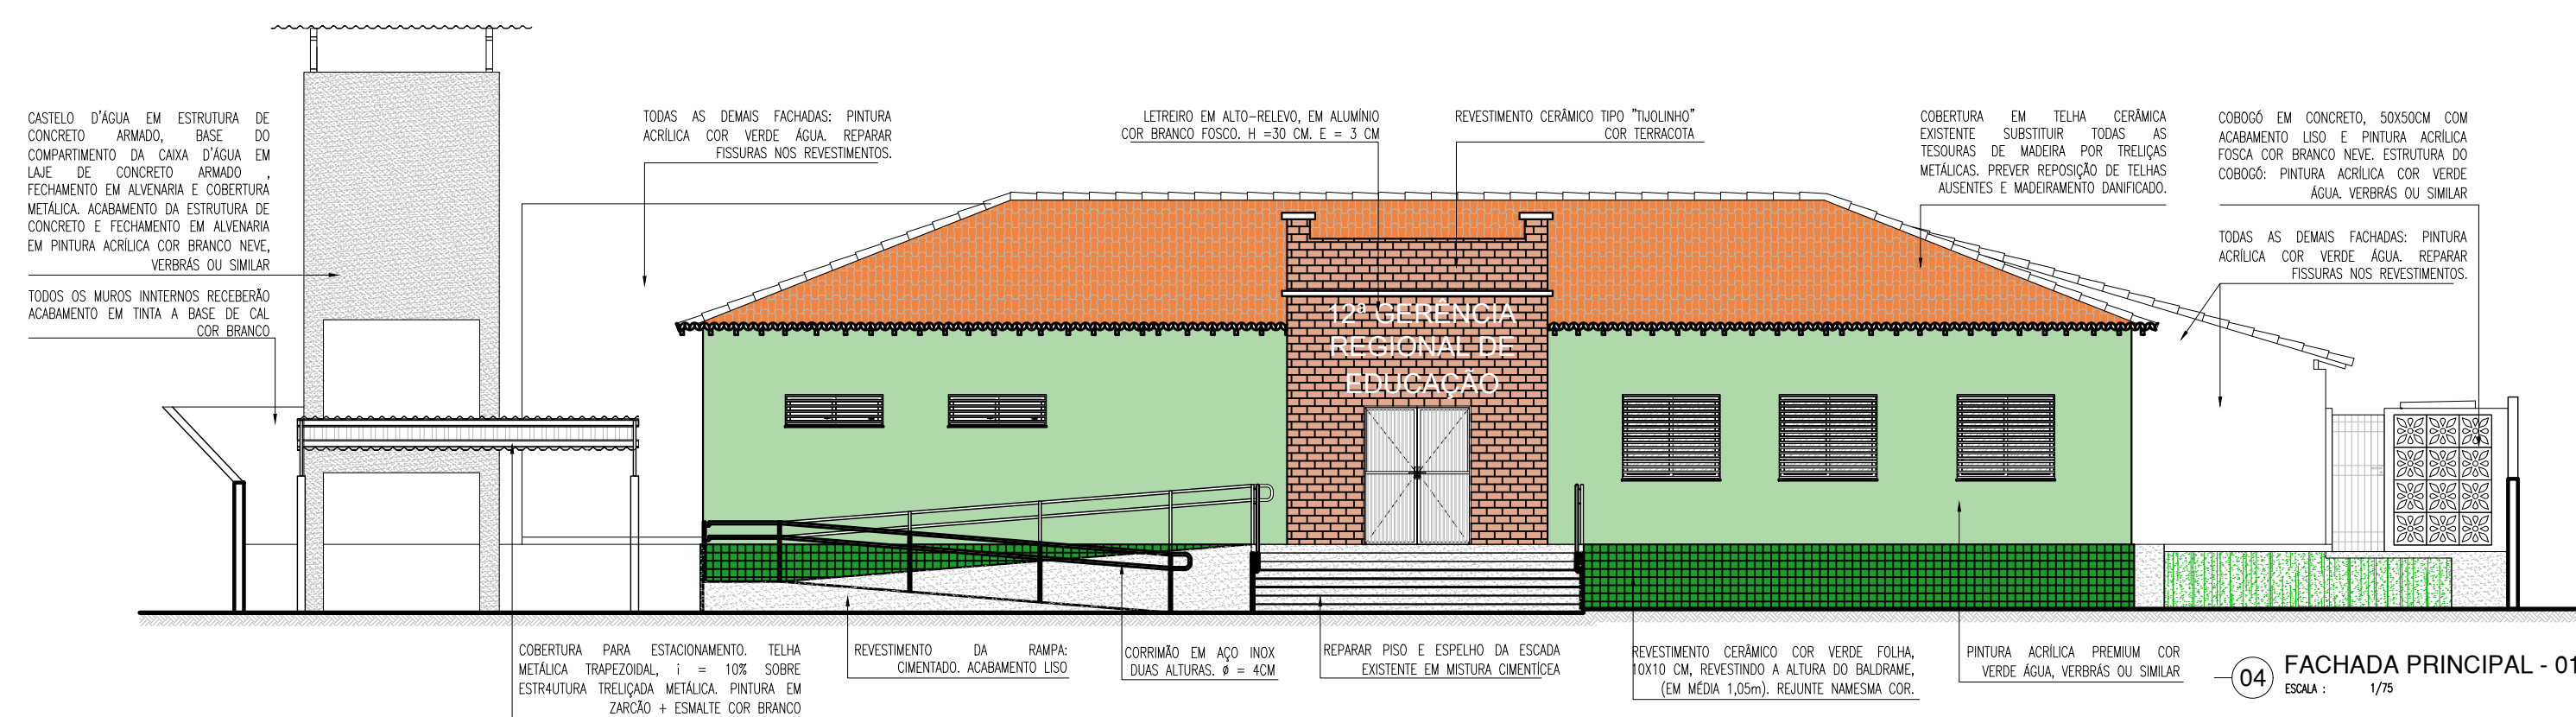 CASTELO D'ÁGUA EM ESTRUTURA DE
CONCRETO ARMADO, BASE DO
COMPARTIMENTO DA CAIXA D'ÁGUA EM
LAJE DE CONCRETO ARMADO ,
FECHAMENTO EM ALVENARIA E COBERTURA
METÁLICA. ACABAMENTO DA ESTRUTURA DE
CONCRETO E FECHAMENTO EM ALVENARIA
EM PINTURA ACRÍLICA COR BRANCO NEVE,
VERBRÁS OU SIMILAR
TODOS OS MUROS INNTERNOS RECEBERÃO
ACABAMENTO EM TINTA A BASE DE CAL
COR BRANCO
TODAS AS DEMAIS FACHADAS: PINTURA
ACRÍLICA COR VERDE ÁGUA. REPARAR
FISSURAS NOS REVESTIMENTOS.
LETREIRO EM ALTO-RELEVO, EM ALUMÍNIO
COR BRANCO FOSCO. H =30 CM. E = 3 CM
REVESTIMENTO CERÂMICO TIPO "TIJOLINHO"
COR TERRACOTA
COBERTURA EM TELHA CERÂMICA
EXISTENTE SUBSTITUIR TODAS AS
TESOURAS DE MADEIRA POR TRELIÇAS
METÁLICAS. PREVER REPOSIÇÃO DE TELHAS
AUSENTES E MADEIRAMENTO DANIFICADO.
COBOGÓ EM CONCRETO, 50X50CM COM
ACABAMENTO LISO E PINTURA ACRÍLICA
FOSCA COR BRANCO NEVE. ESTRUTURA DO
COBOGÓ: PINTURA ACRÍLICA COR VERDE
ÁGUA. VERBRÁS OU SIMILAR
TODAS AS DEMAIS FACHADAS: PINTURA
ACRÍLICA COR VERDE ÁGUA. REPARAR
FISSURAS NOS REVESTIMENTOS.
12ª GERÊNCIA
REGIONAL DE
EDUCAÇÃO
COBERTURA PARA ESTACIONAMENTO. TELHA
METÁLICA TRAPEZOIDAL, i = 10% SOBRE
ESTR4UTURA TRELIÇADA METÁLICA. PINTURA EM
ZARCÃO + ESMALTE COR BRANCO
REVESTIMENTO DA RAMPA:
CIMENTADO. ACABAMENTO LISO
CORRIMÃO EM AÇO INOX
DUAS ALTURAS. ø = 4CM
REPARAR PISO E ESPELHO DA ESCADA
EXISTENTE EM MISTURA CIMENTÍCEA
REVESTIMENTO CERÂMICO COR VERDE FOLHA,
10X10 CM, REVESTINDO A ALTURA DO BALDRAME,
(EM MÉDIA 1,05m). REJUNTE NAMESMA COR.
PINTURA ACRÍLICA PREMIUM COR
VERDE ÁGUA, VERBRÁS OU SIMILAR
04 FACHADA PRINCIPAL - 01
ESCALA : 1/75